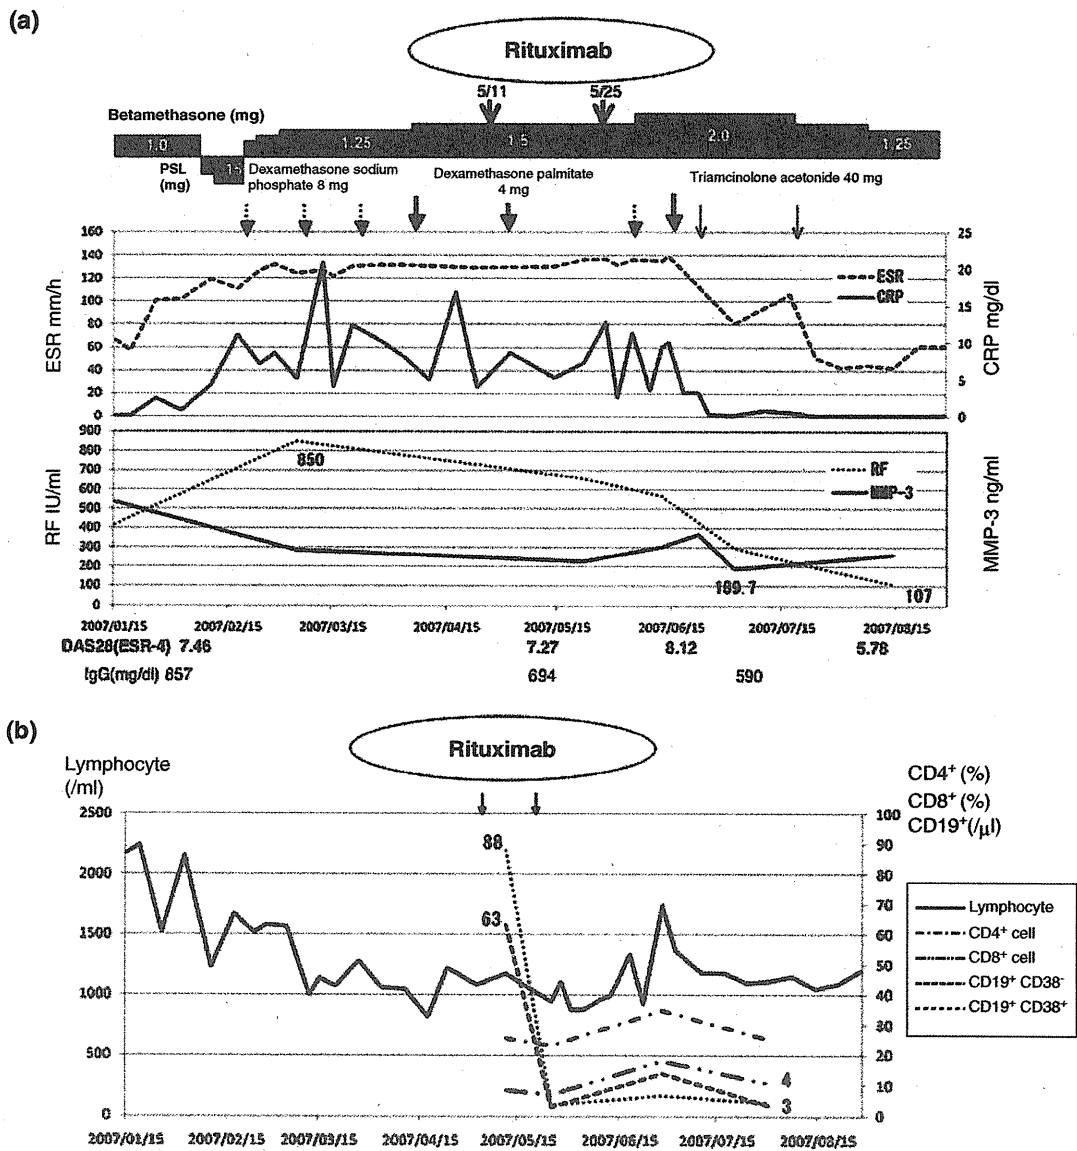 (a)
Rituximab
5/11 5/25
Betamethasone (mg)
1.0 1.25 1.5 2.0 1.25
PSL
(mg)
Dexamethasone sodium
phosphate 8 mg
Dexamethasone palmitate
4 mg
Triamcinolone acetonide 40 mg
160 25
140
120 20
100 15
80
60 10
40 5
20
0 0
ESR mm/h
CRP mg/dl
ESR
CRP
900
800
700
600
500
400
300
200
100
0
RF IU/ml
MMP-3 ng/ml
RF
MMP-3
850
189.7
107
2007/01/15 2007/02/15 2007/03/15 2007/04/15 2007/05/15 2007/06/15 2007/07/15 2007/08/15
DAS28(ESR-4) 7.46 7.27 8.12 5.78
IgG(mg/dl) 857 694 590
(b)
Rituximab
Lymphocyte
(/ml)
CD4+ (%)
CD8+ (%)
CD19+(/μl)
2500 100
90
2000 80
70
1500 60
50
1000 40
30
500 20
10
0 0
88
63
4
3
Lymphocyte
CD4+ cell
CD8+ cell
CD19+ CD38-
CD19+ CD38+
2007/01/15 2007/02/15 2007/03/15 2007/04/15 2007/05/15 2007/06/15 2007/07/15 2007/08/15